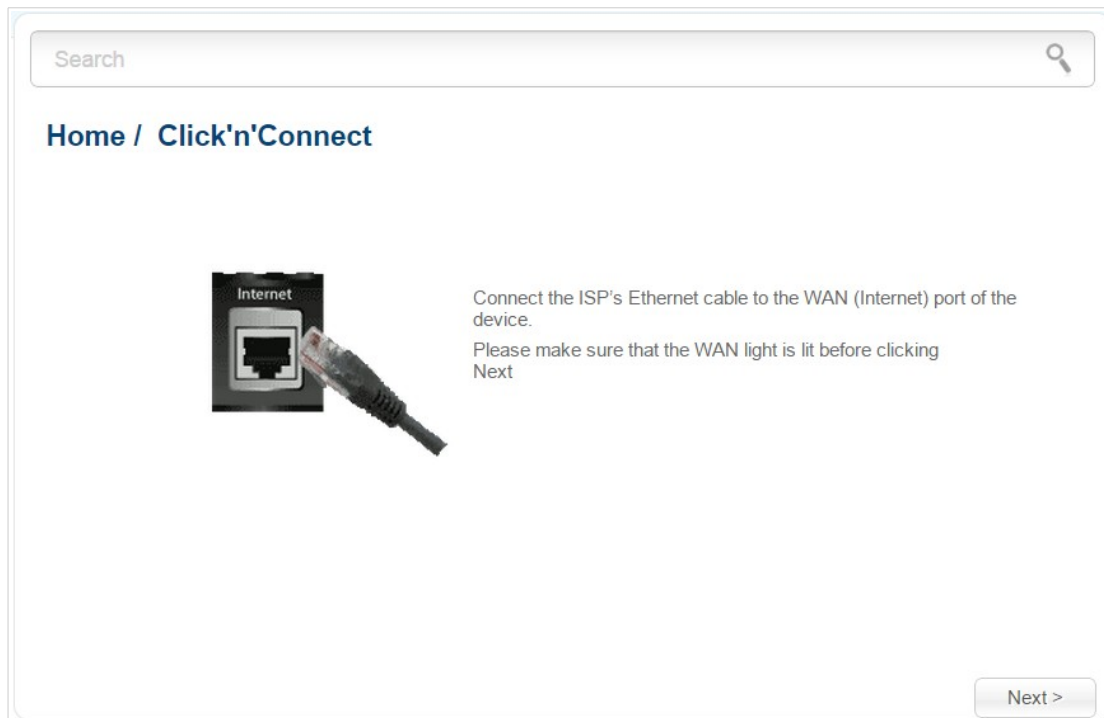 Search
Home / Click'n'Connect
Internet
Connect the ISP's Ethernet cable to the WAN (Internet) port of the
device.
Please make sure that the WAN light is lit before clicking
Next
Next >